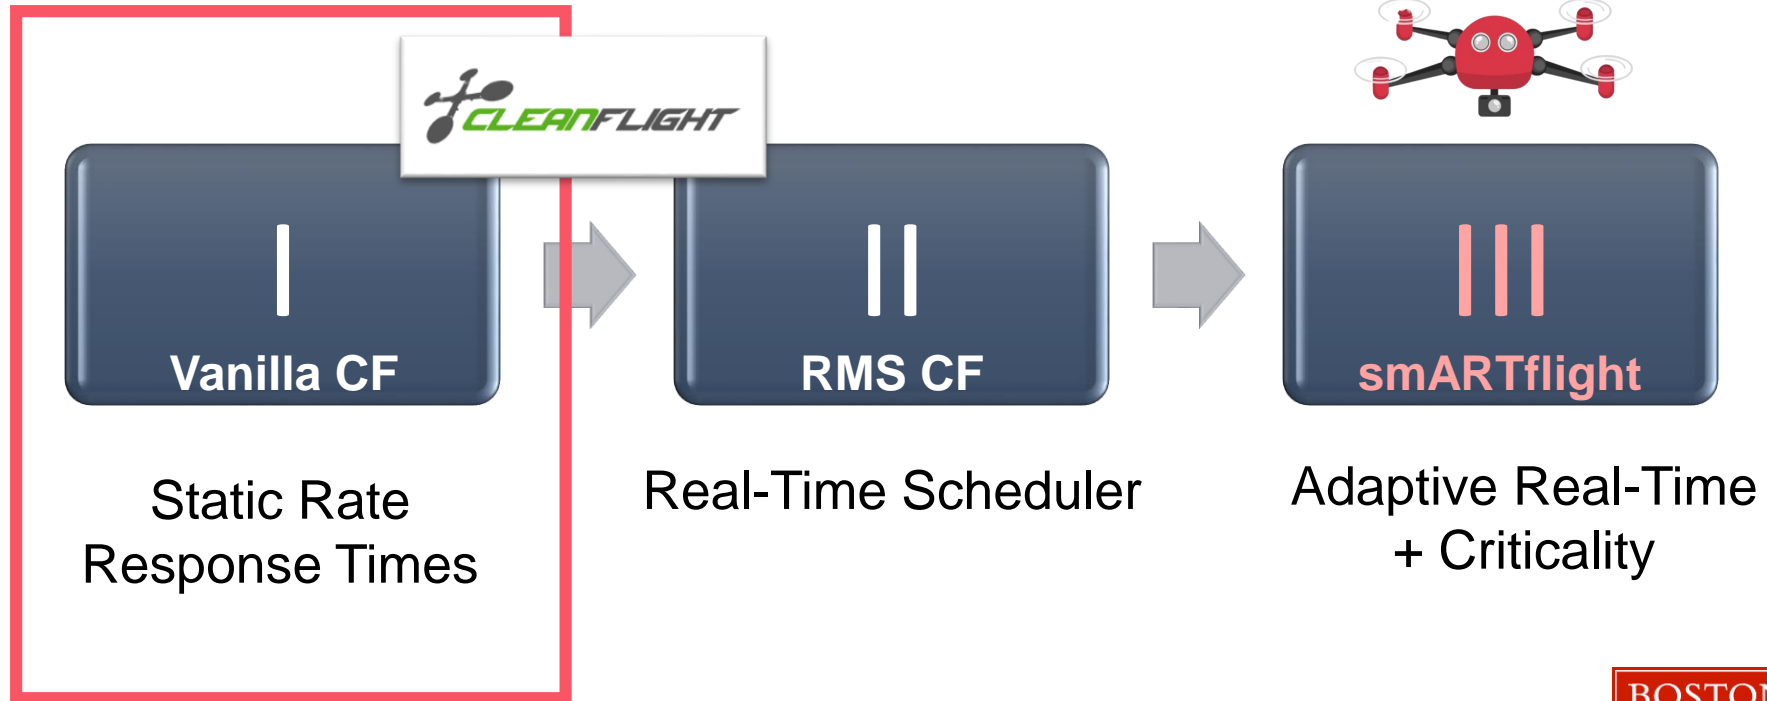 CLEANFLIGHT
I
Vanilla CF
Static Rate
Response Times
II
RMS CF
Real-Time Scheduler
III
smARTflight
Adaptive Real-Time
+ Criticality
BOSTON